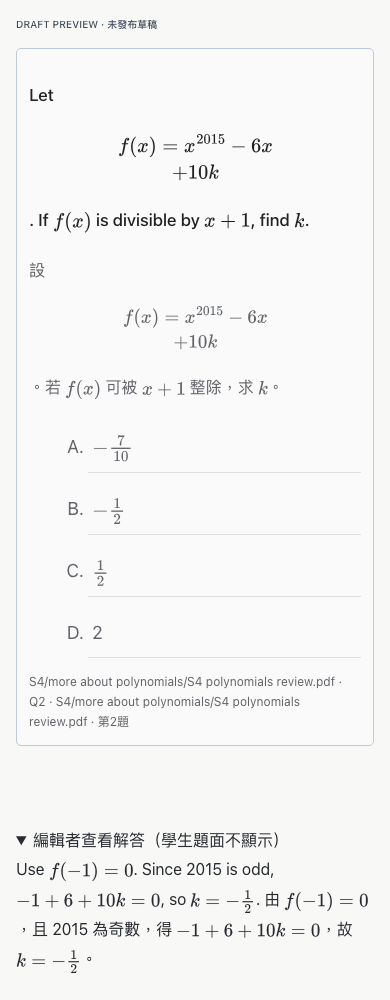 DRAFT PREVIEW · 未發布草稿
Let
f(x) = x^2015 − 6x
+10k
. If f(x) is divisible by x + 1, find k.
設
f(x) = x^2015 − 6x
+10k
。若 f(x) 可被 x + 1 整除，求 k。
A. −7/10
B. −1/2
C. 1/2
D. 2
S4/more about polynomials/S4 polynomials review.pdf ·
Q2 · S4/more about polynomials/S4 polynomials
review.pdf · 第2題
▼ 編輯者查看解答（學生題面不顯示）
Use f(−1) = 0. Since 2015 is odd,
−1 + 6 + 10k = 0, so k = −1/2. 由 f(−1) = 0
，且 2015 為奇數，得 −1 + 6 + 10k = 0，故
k = −1/2。